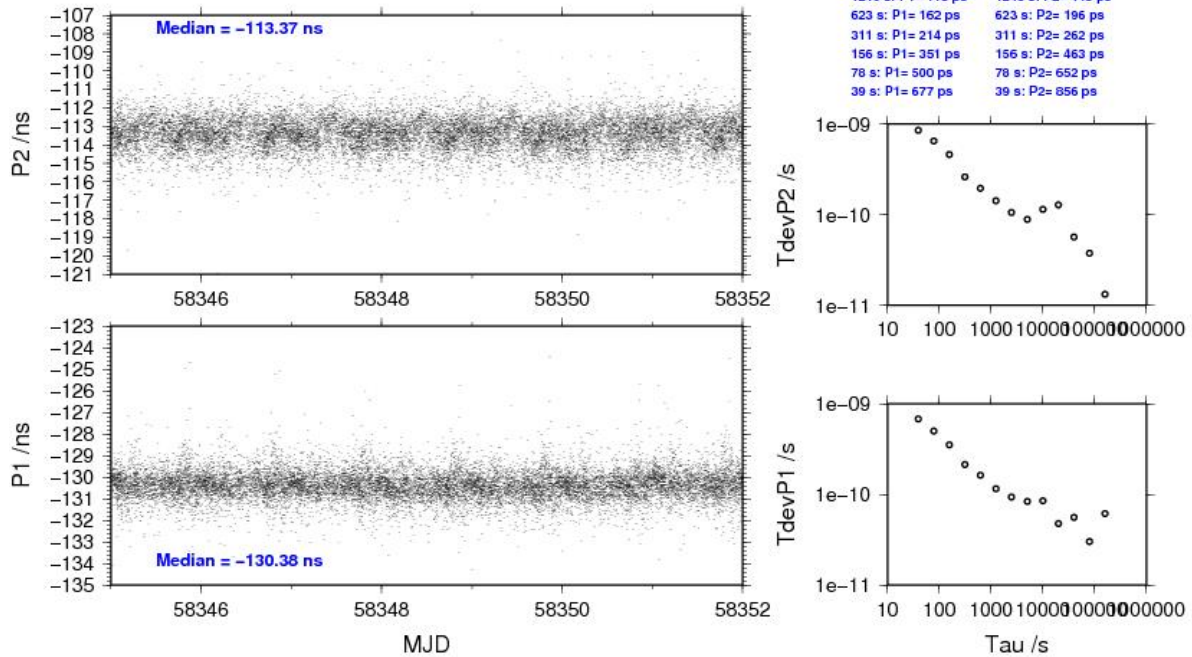 623 s: P1= 162 ps 623 s: P2= 196 ps
311 s: P1= 214 ps 311 s: P2= 262 ps
156 s: P1= 351 ps 156 s: P2= 463 ps
78 s: P1= 500 ps 78 s: P2= 652 ps
39 s: P1= 677 ps 39 s: P2= 856 ps
P2 /ns
−107
−108
−109
−110
−111
−112
−113
−114
−115
−116
−117
−118
−119
−120
−121
Median = −113.37 ns
58346
58348
58350
58352
TdevP2 /s
1e−09
1e−10
1e−11
10
100
1000
10000
100000
1000000
P1 /ns
−123
−124
−125
−126
−127
−128
−129
−130
−131
−132
−133
−134
−135
Median = −130.38 ns
58346
58348
58350
58352
MJD
TdevP1 /s
1e−09
1e−10
1e−11
10
100
1000
10000
100000
1000000
Tau /s